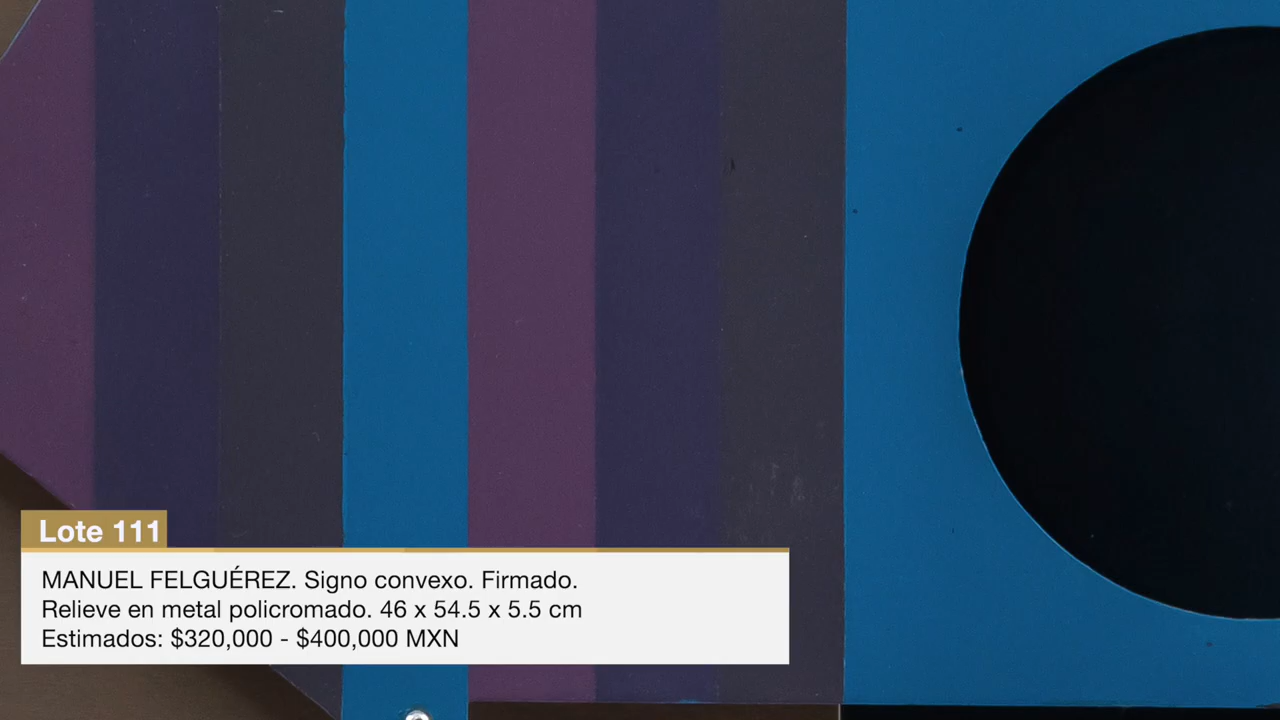 Lote 111
MANUEL FELGUÉREZ. Signo convexo. Firmado.
Relieve en metal policromado. 46 x 54.5 x 5.5 cm
Estimados: $320,000 - $400,000 MXN